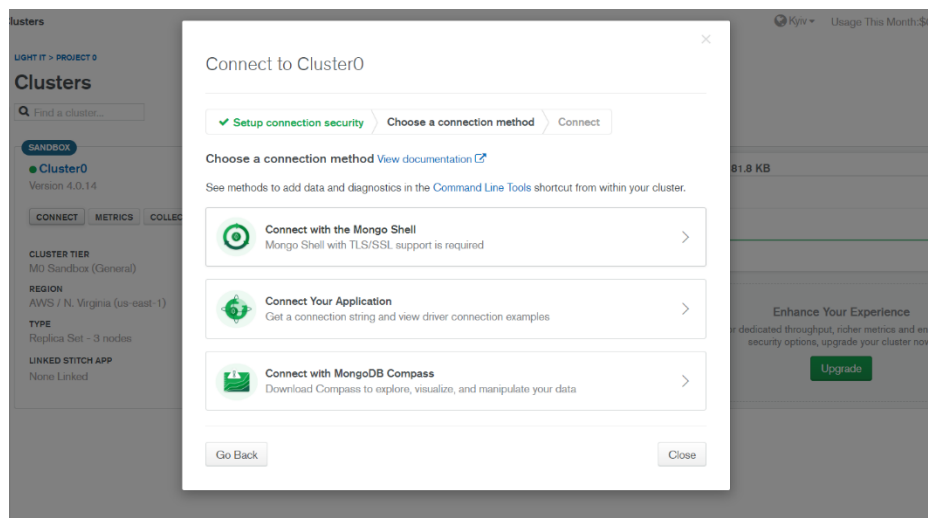 Clusters
Kyiv
Usage This Month:$
LIGHT IT > PROJECT 0
Clusters
Find a cluster...
SANDBOX
Cluster0
Version 4.0.14
CONNECT
METRICS
COLLEC
CLUSTER TIER
M0 Sandbox (General)
REGION
AWS / N. Virginia (us-east-1)
TYPE
Replica Set - 3 nodes
LINKED STITCH APP
None Linked
Connect to Cluster0
×
Setup connection security
Choose a connection method
Connect
Choose a connection method View documentation
See methods to add data and diagnostics in the Command Line Tools shortcut from within your cluster.
Connect with the Mongo Shell
Mongo Shell with TLS/SSL support is required
Connect Your Application
Get a connection string and view driver connection examples
Connect with MongoDB Compass
Download Compass to explore, visualize, and manipulate your data
Go Back
Close
81.8 KB
Enhance Your Experience
r dedicated throughput, richer metrics and en
security options, upgrade your cluster now
Upgrade